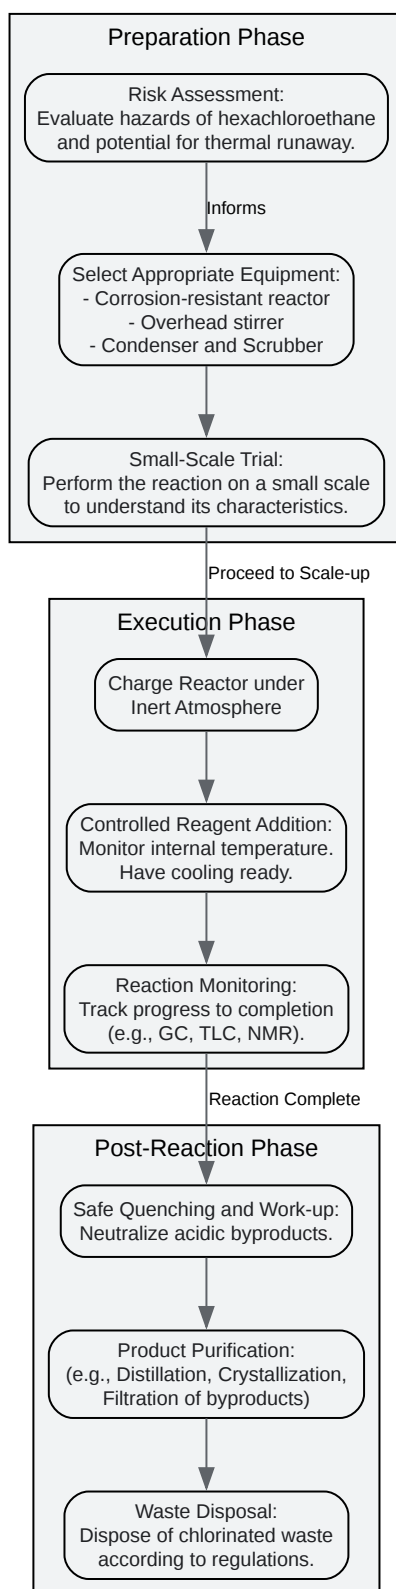 Preparation Phase
Risk Assessment:
Evaluate hazards of hexachloroethane
and potential for thermal runaway.
Informs
Select Appropriate Equipment:
- Corrosion-resistant reactor
- Overhead stirrer
- Condenser and Scrubber
Small-Scale Trial:
Perform the reaction on a small scale
to understand its characteristics.
Proceed to Scale-up
Execution Phase
Charge Reactor under
Inert Atmosphere
Controlled Reagent Addition:
Monitor internal temperature.
Have cooling ready.
Reaction Monitoring:
Track progress to completion
(e.g., GC, TLC, NMR).
Reaction Complete
Post-Reaction Phase
Safe Quenching and Work-up:
Neutralize acidic byproducts.
Product Purification:
(e.g., Distillation, Crystallization,
Filtration of byproducts)
Waste Disposal:
Dispose of chlorinated waste
according to regulations.